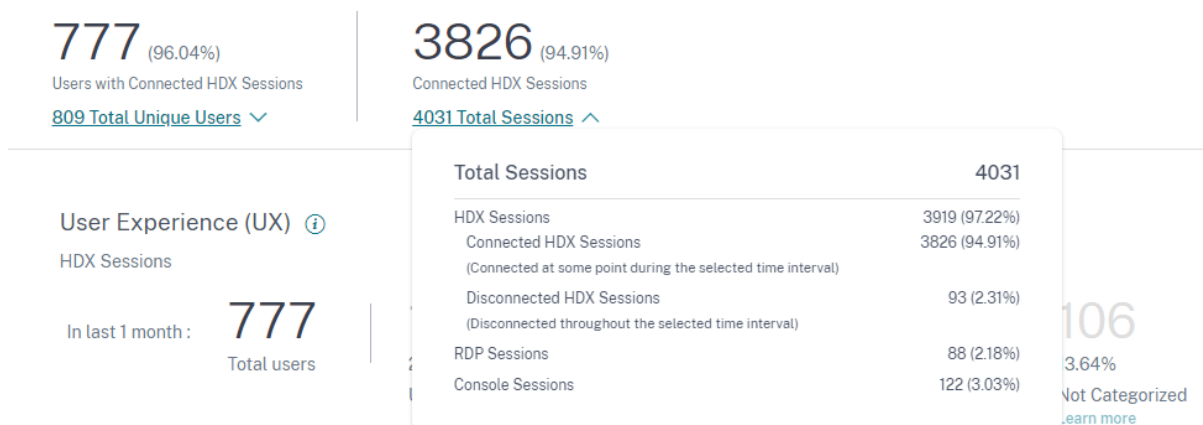 777 (96.04%)
Users with Connected HDX Sessions
809 Total Unique Users
3826 (94.91%)
Connected HDX Sessions
4031 Total Sessions
Total Sessions 4031
HDX Sessions 3919 (97.22%)
Connected HDX Sessions 3826 (94.91%)
(Connected at some point during the selected time interval)
Disconnected HDX Sessions 93 (2.31%)
(Disconnected throughout the selected time interval)
RDP Sessions 88 (2.18%)
Console Sessions 122 (3.03%)
User Experience (UX)
HDX Sessions
In last 1 month :
777
Total users
106
Not Categorized
Learn more